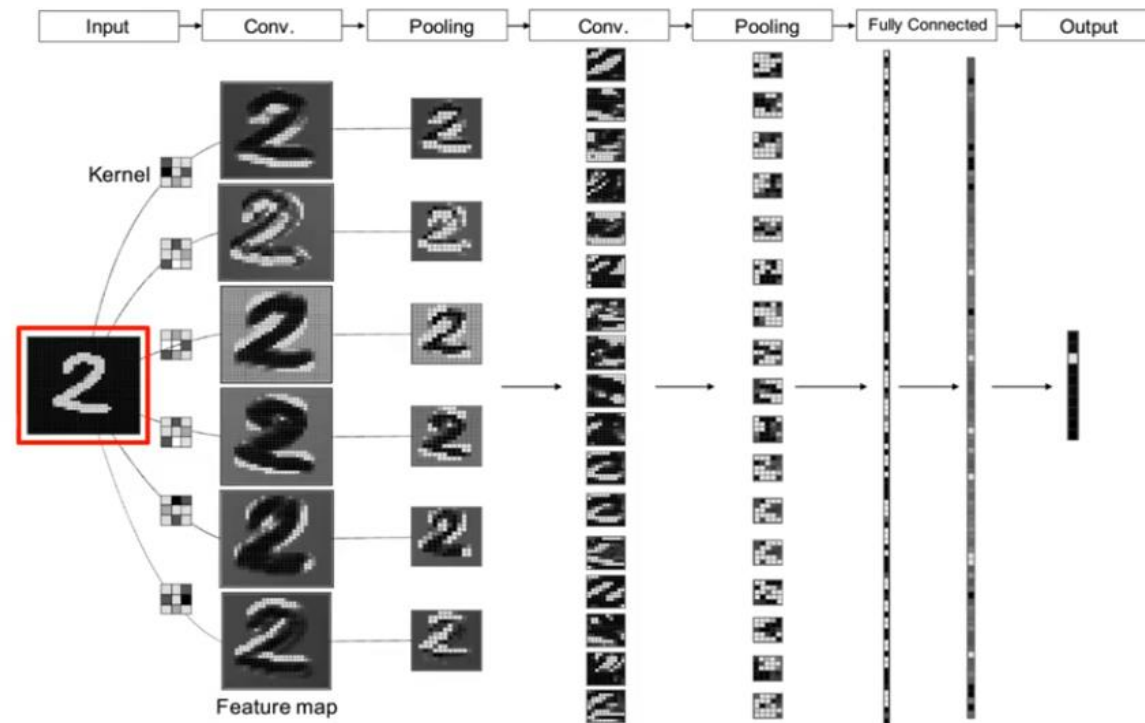 Input
Conv.
Pooling
Conv.
Pooling
Fully Connected
Output
Kernel
2
Feature map